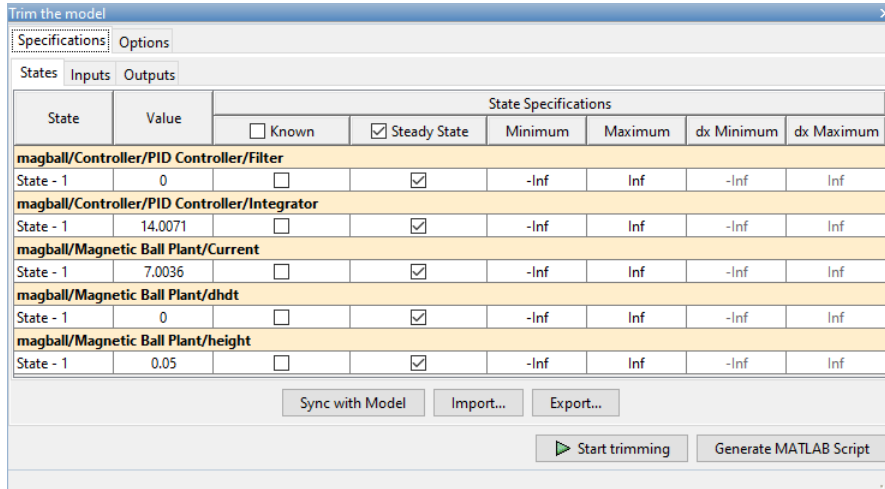 Trim the model
Specifications Options
States Inputs Outputs
State Value State Specifications
Known Steady State Minimum Maximum dx Minimum dx Maximum
magball/Controller/PID Controller/Filter
State - 1 0 -Inf Inf -Inf Inf
magball/Controller/PID Controller/Integrator
State - 1 14.0071 -Inf Inf -Inf Inf
magball/Magnetic Ball Plant/Current
State - 1 7.0036 -Inf Inf -Inf Inf
magball/Magnetic Ball Plant/dhdt
State - 1 0 -Inf Inf -Inf Inf
magball/Magnetic Ball Plant/height
State - 1 0.05 -Inf Inf -Inf Inf
Sync with Model Import... Export...
Start trimming Generate MATLAB Script